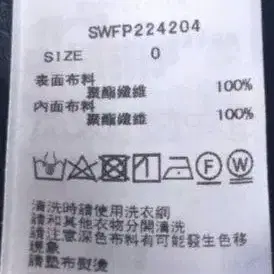 SWFP224204
SIZE 0
表面布料
聚酯纖維 100%
內面布料
聚酯纖維 100%
F W
清洗時請使用洗衣網
請和其他衣物分開清洗
請注意深色布料有可能發生色移
現象
請墊布熨燙